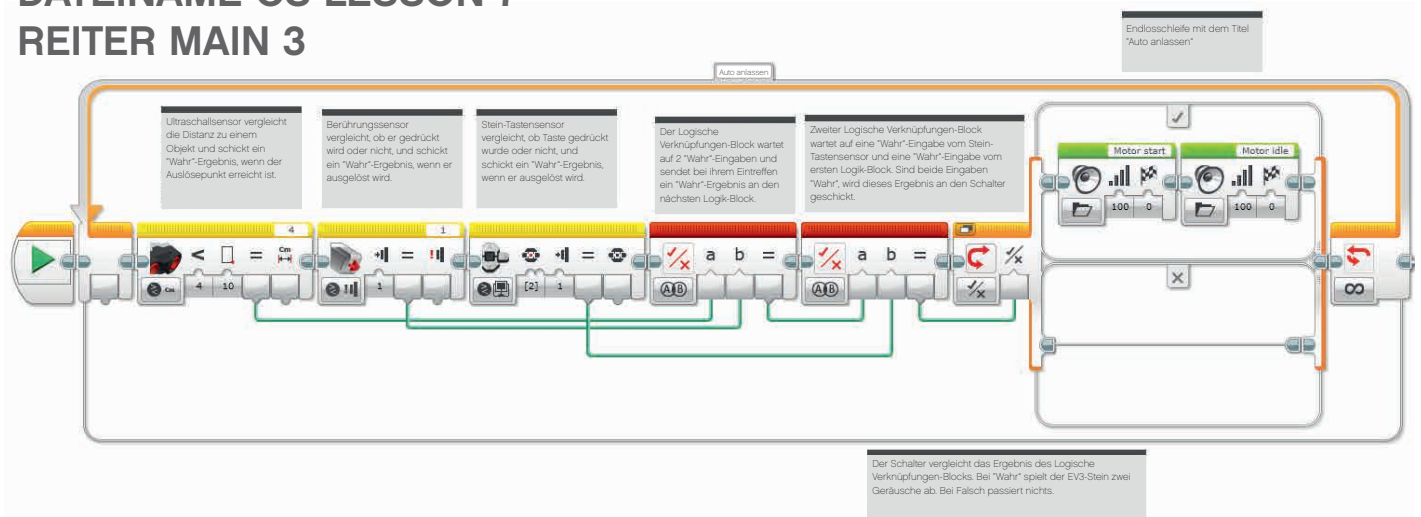 REITER MAIN 3
Endlosschleife mit dem Titel
"Auto anlassen"
Auto anlassen
Ultraschallsensor vergleicht
die Distanz zu einem
Objekt und schickt ein
"Wahr"-Ergebnis, wenn der
Auslösepunkt erreicht ist.
Berührungssensor
vergleicht, ob er gedrückt
wird oder nicht, und schickt
ein "Wahr"-Ergebnis, wenn er
ausgelöst wird.
Stein-Tastensensor
vergleicht, ob Taste gedrückt
wurde oder nicht, und
schickt ein "Wahr"-Ergebnis,
wenn er ausgelöst wird.
Der Logische
Verknüpfungen-Block wartet
auf 2 "Wahr"-Eingaben und
sendet bei ihrem Eintreffen
ein "Wahr"-Ergebnis an den
nächsten Logik-Block.
Zweiter Logische Verknüpfungen-Block
wartet auf eine "Wahr"-Eingabe vom Stein-
Tastensensor und eine "Wahr"-Eingabe vom
ersten Logik-Block. Sind beide Eingaben
"Wahr", wird dieses Ergebnis an den Schalter
geschickt.
Motor start
Motor idle
100 0
100 0
4
1
< = Cm
=
=
a b =
a b =
Cm 4 10
1
[2] 1
A B
A B
∞
Der Schalter vergleicht das Ergebnis des Logische
Verknüpfungen-Blocks. Bei "Wahr" spielt der EV3-Stein zwei
Geräusche ab. Bei Falsch passiert nichts.